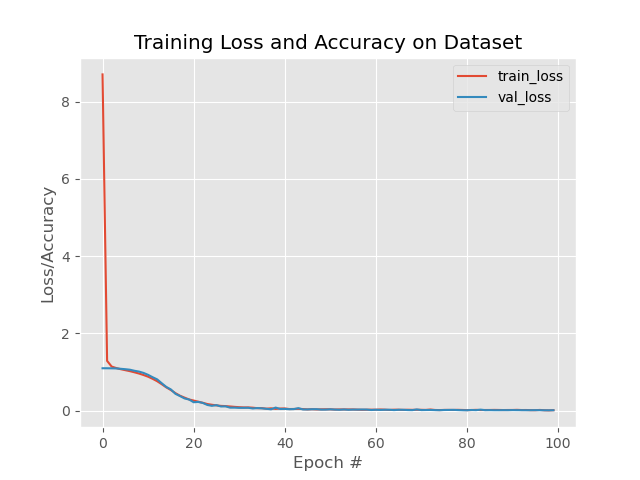 Training Loss and Accuracy on Dataset
train_loss
val_loss
8
6
4
2
0
Loss/Accuracy
0 20 40 60 80 100
Epoch #